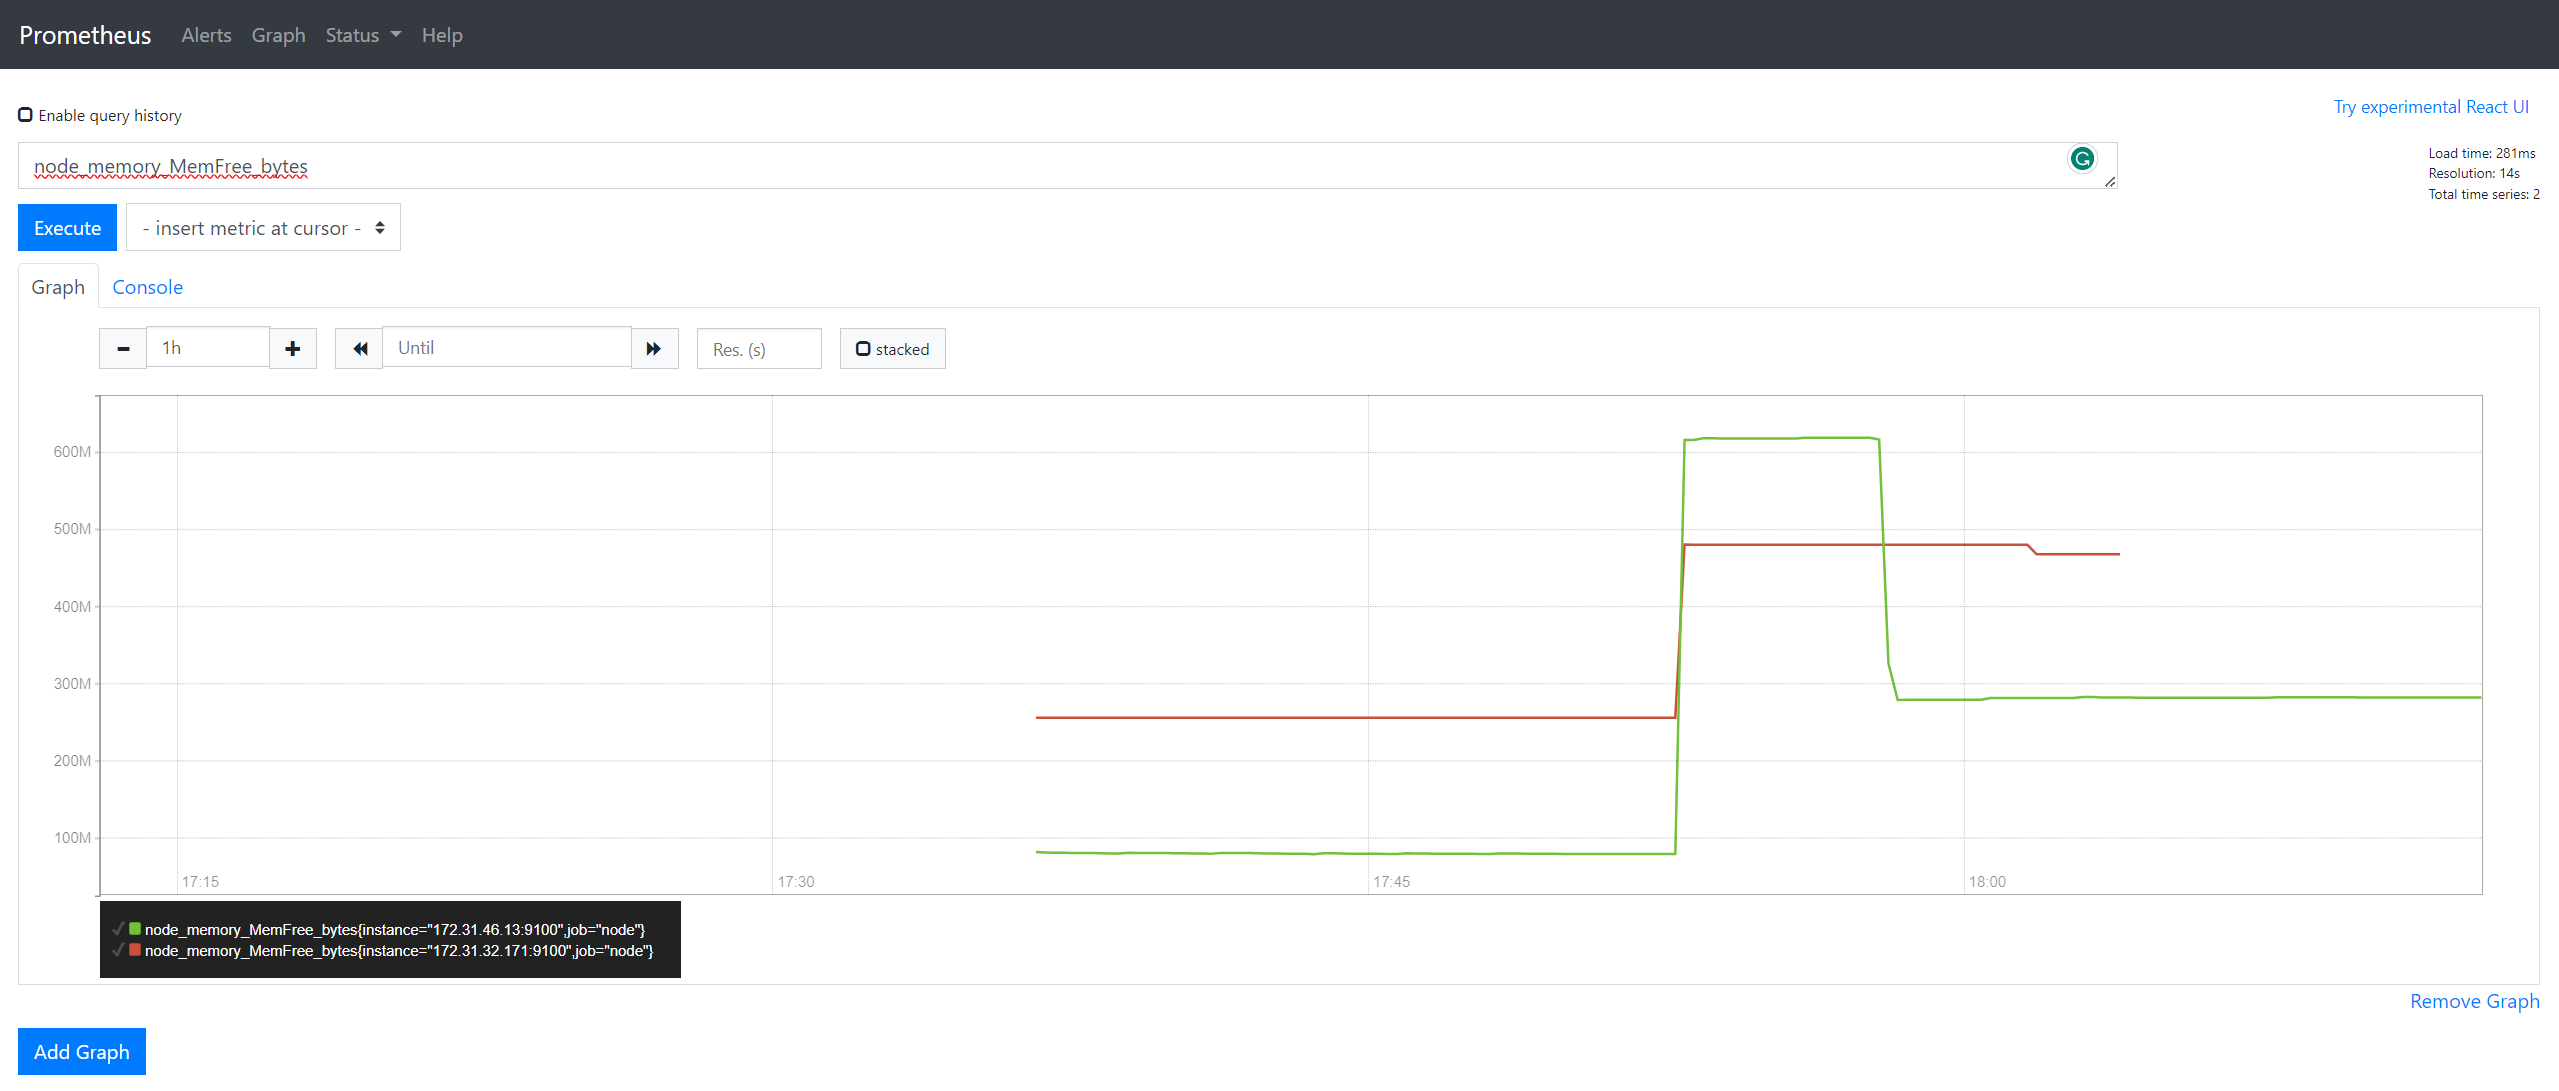 Prometheus Alerts Graph Status Help
Enable query history
Try experimental React UI
node_memory_MemFree_bytes
Load time: 281ms
Resolution: 14s
Total time series: 2
Execute
- insert metric at cursor -
Graph Console
1h Until Res. (s) stacked
600M
500M
400M
300M
200M
100M
17:15 17:30 17:45 18:00
node_memory_MemFree_bytes{instance="172.31.46.13:9100",job="node"}
node_memory_MemFree_bytes{instance="172.31.32.171:9100",job="node"}
Remove Graph
Add Graph